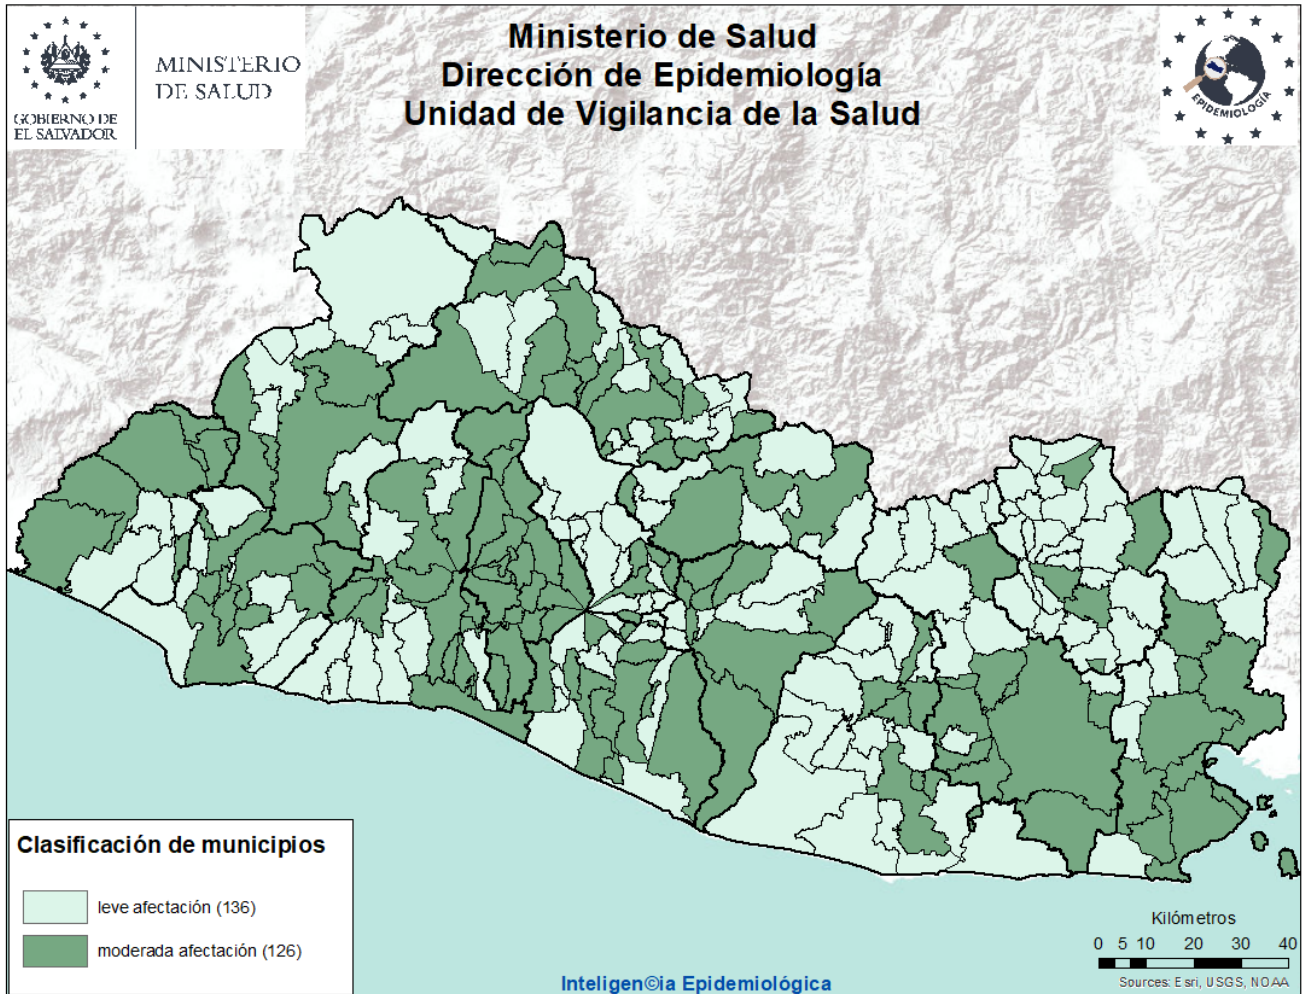 Ministerio de Salud
Dirección de Epidemiología
Unidad de Vigilancia de la Salud
MINISTERIO
DE SALUD
GOBIERNO DE
EL SALVADOR
EPIDEMIOLOGÍA
Clasificación de municipios
leve afectación (136)
moderada afectación (126)
Kilómetros
0 5 10 20 30 40
Sources: Esri, USGS, NOAA
Inteligen©ia Epidemiológica